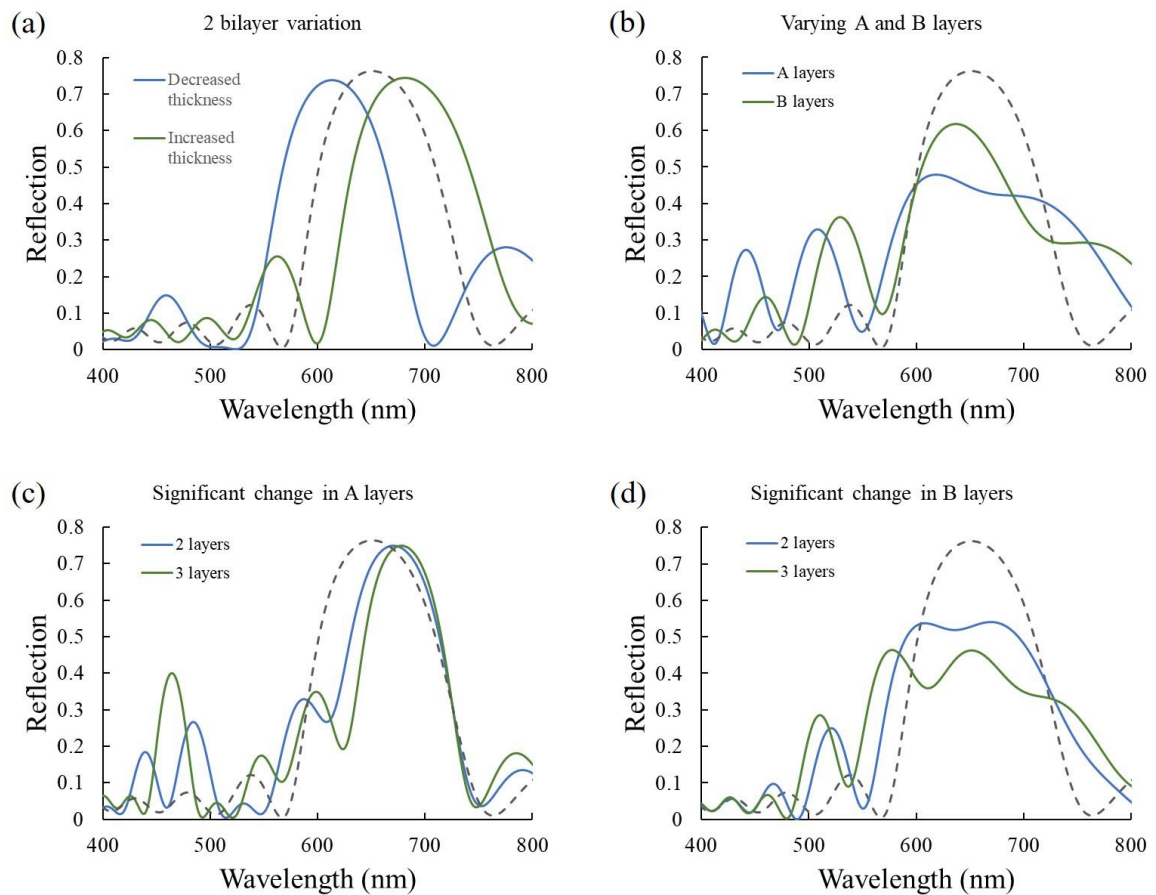 (a)
2 bilayer variation
0.8
0.7
0.6
0.5
0.4
0.3
0.2
0.1
0
Reflection
Decreased
thickness
Increased
thickness
400 500 600 700 800
Wavelength (nm)
(b)
Varying A and B layers
0.8
0.7
0.6
0.5
0.4
0.3
0.2
0.1
0
Reflection
A layers
B layers
400 500 600 700 800
Wavelength (nm)
(c)
Significant change in A layers
0.8
0.7
0.6
0.5
0.4
0.3
0.2
0.1
0
Reflection
2 layers
3 layers
400 500 600 700 800
Wavelength (nm)
(d)
Significant change in B layers
0.8
0.7
0.6
0.5
0.4
0.3
0.2
0.1
0
Reflection
2 layers
3 layers
400 500 600 700 800
Wavelength (nm)